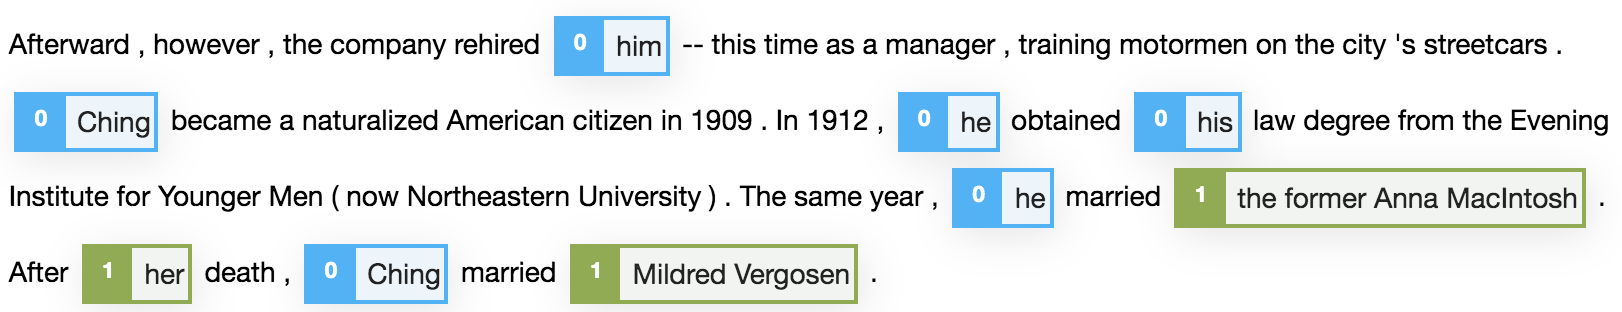 Afterward , however , the company rehired 0 him -- this time as a manager , training motormen on the city 's streetcars .
0 Ching became a naturalized American citizen in 1909 . In 1912 , 0 he obtained 0 his law degree from the Evening
Institute for Younger Men ( now Northeastern University ) . The same year , 0 he married 1 the former Anna MacIntosh .
After 1 her death , 0 Ching married 1 Mildred Vergosen .